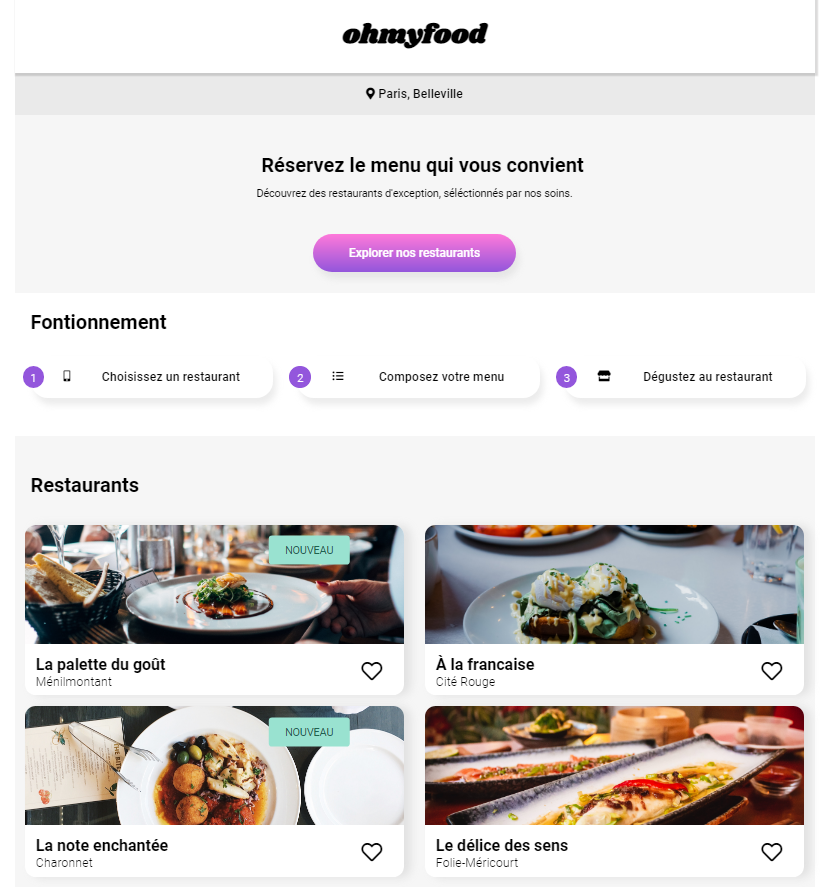 ohmyfood
Paris, Belleville
Réservez le menu qui vous convient
Découvrez des restaurants d'exception, séléctionnés par nos soins.
Explorer nos restaurants
Fontionnement
1 Choisissez un restaurant
2 Composez votre menu
3 Dégustez au restaurant
Restaurants
NOUVEAU
La palette du goût
Ménilmontant
À la francaise
Cité Rouge
NOUVEAU
La note enchantée
Charonnet
Le délice des sens
Folie-Méricourt